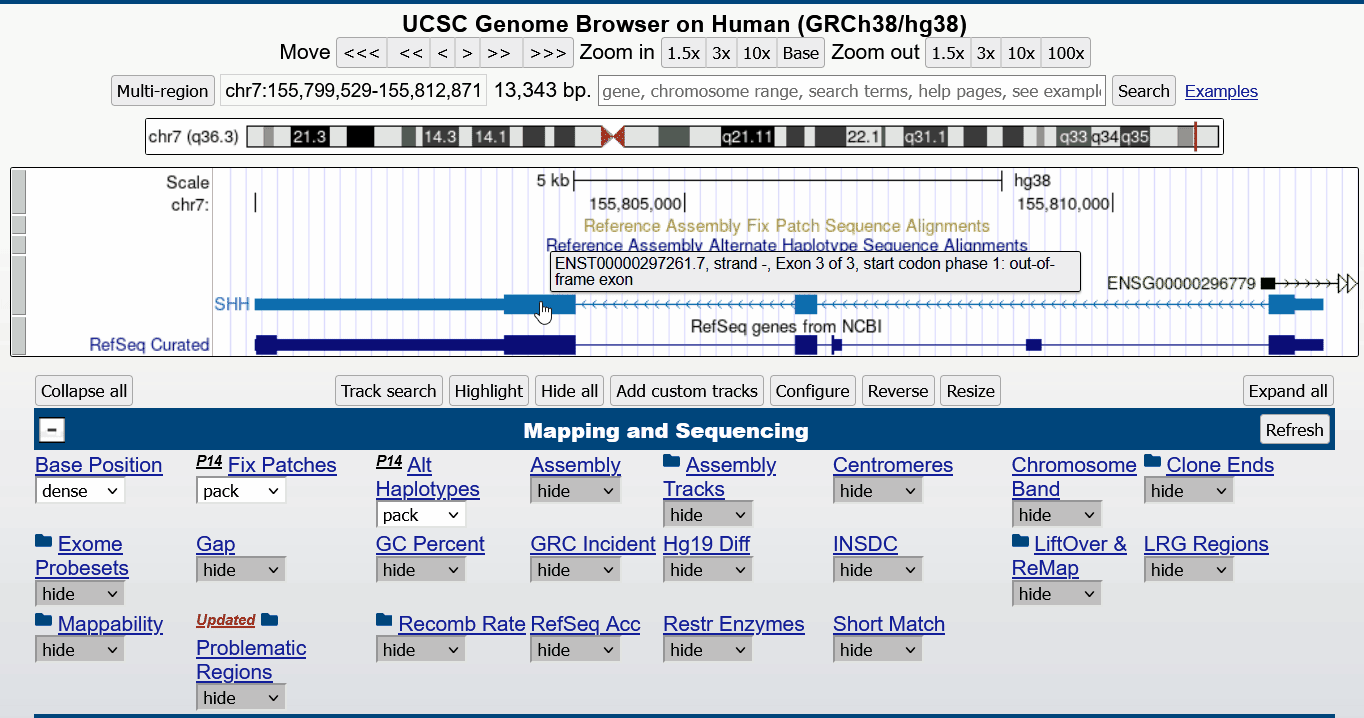 UCSC Genome Browser on Human (GRCh38/hg38)
Move <<< << < > >> >>> Zoom in 1.5x 3x 10x Base Zoom out 1.5x 3x 10x 100x
Multi-region chr7:155,799,529-155,812,871 13,343 bp. gene, chromosome range, search terms, help pages, see exampl Search Examples
chr7 (q36.3) 21.3 14.3 14.1 q21.11 22.1 q31.1 q33 q34 q35
Scale 5 kb hg38
chr7: 155,805,000 155,810,000
Reference Assembly Fix Patch Sequence Alignments
Reference Assembly Alternate Haplotype Sequence Alignments
ENST00000297261.7, strand -, Exon 3 of 3, start codon phase 1: out-of-
frame exon
ENSG00000296779
SHH
RefSeq genes from NCBI
RefSeq Curated
Collapse all Track search Highlight Hide all Add custom tracks Configure Reverse Resize Expand all
- Mapping and Sequencing Refresh
Base Position P14 Fix Patches P14 Alt Assembly Assembly Centromeres Chromosome Clone Ends
dense pack Haplotypes hide Tracks hide Band hide
pack hide hide
Exome Gap GC Percent GRC Incident Hg19 Diff INSDC LiftOver & LRG Regions
Probesets hide hide hide hide hide ReMap hide
hide hide
Mappability Updated Recomb Rate RefSeq Acc Restr Enzymes Short Match
hide Problematic hide hide hide hide
Regions
hide